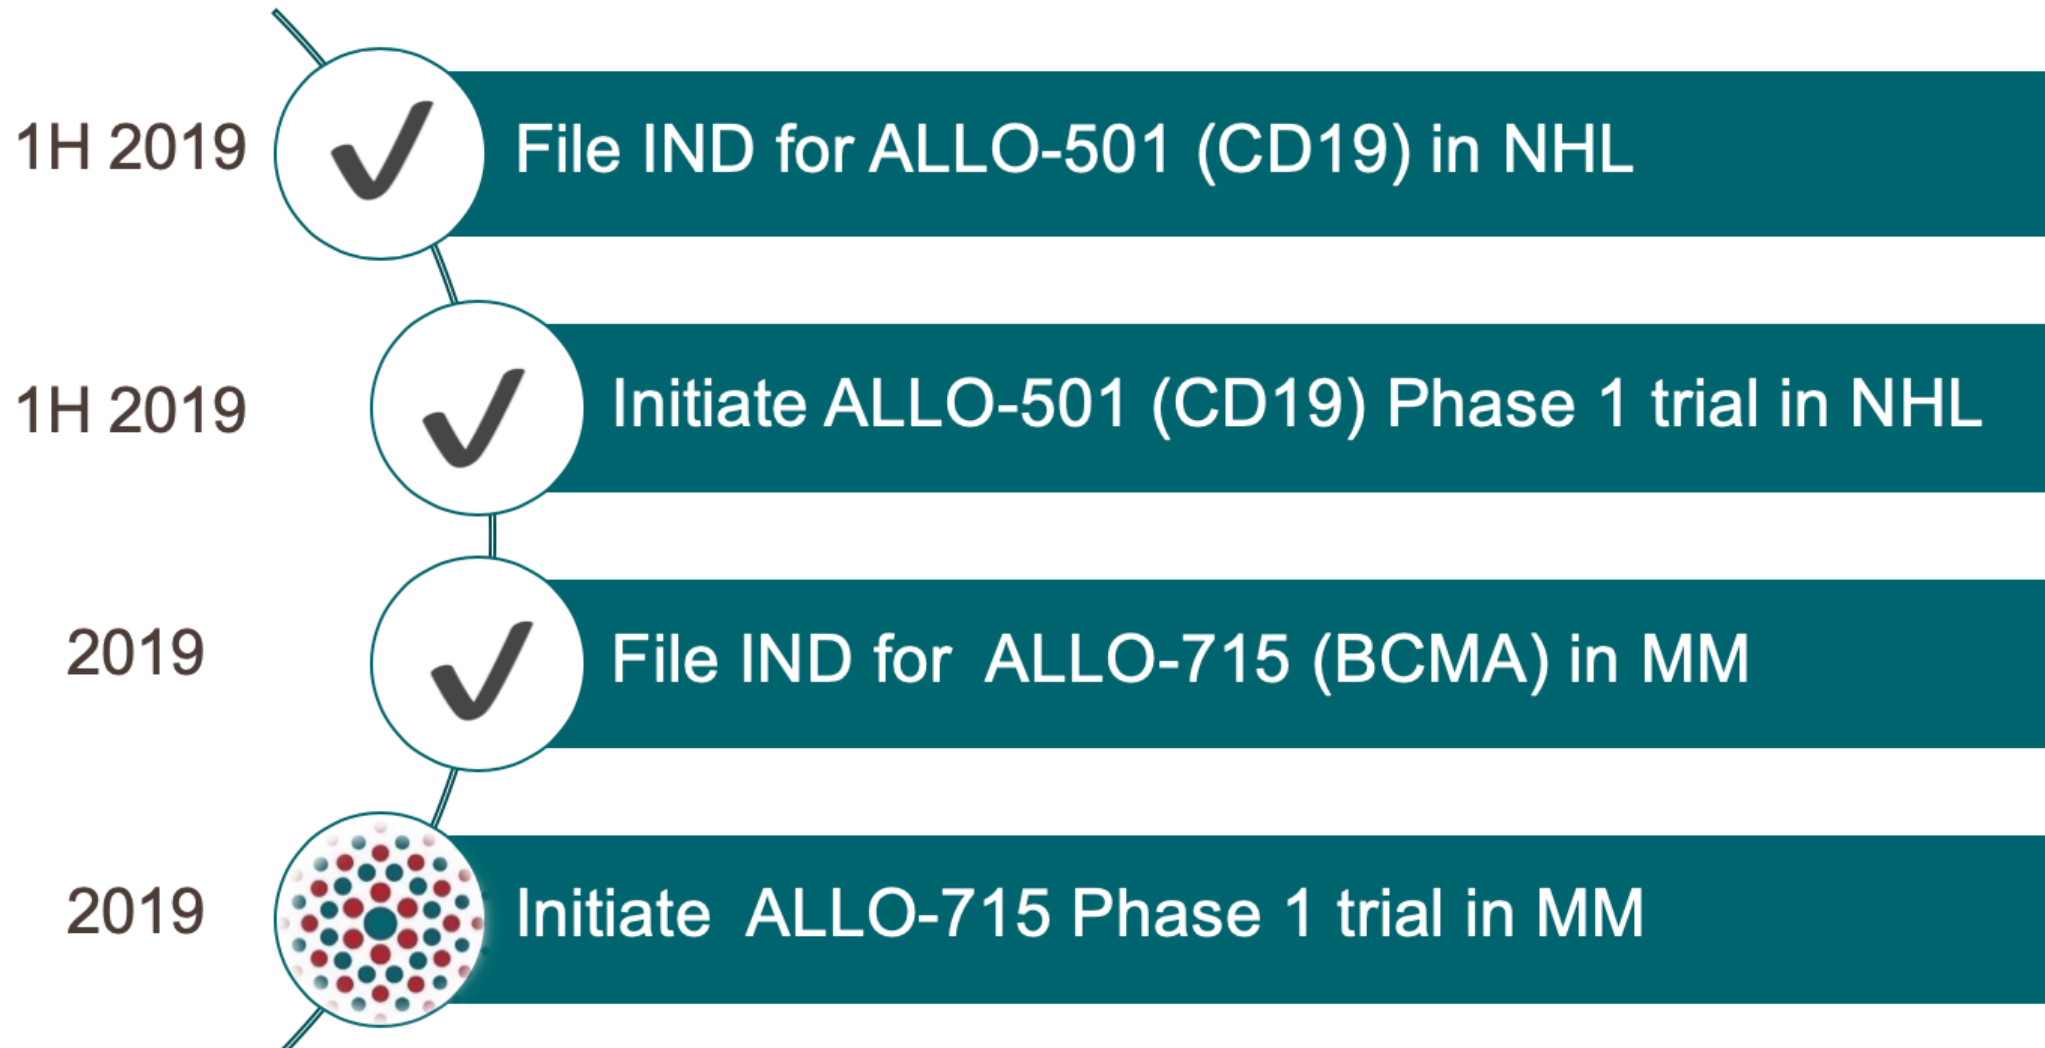 1H 2019
File IND for ALLO-501 (CD19) in NHL
1H 2019
Initiate ALLO-501 (CD19) Phase 1 trial in NHL
2019
File IND for  ALLO-715 (BCMA) in MM
2019
Initiate  ALLO-715 Phase 1 trial in MM